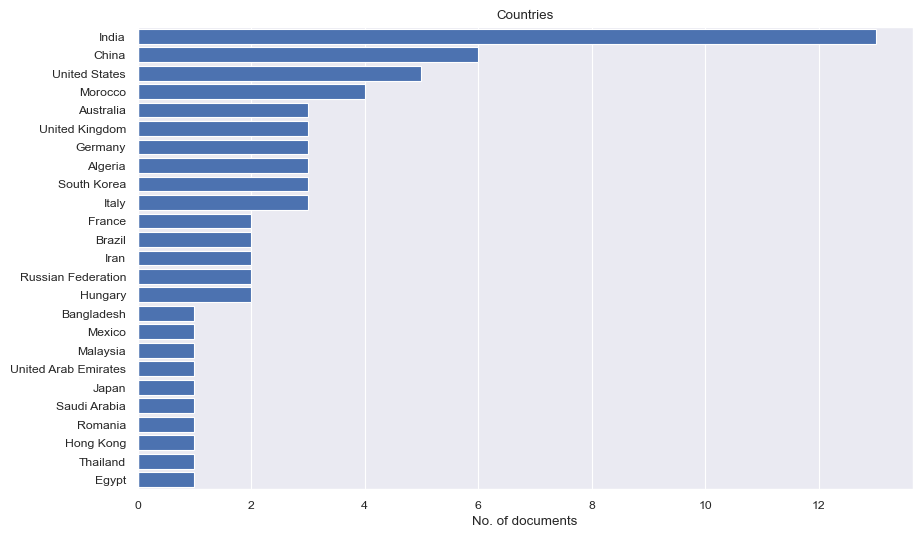 Countries
India
China
United States
Morocco
Australia
United Kingdom
Germany
Algeria
South Korea
Italy
France
Brazil
Iran
Russian Federation
Hungary
Bangladesh
Mexico
Malaysia
United Arab Emirates
Japan
Saudi Arabia
Romania
Hong Kong
Thailand
Egypt
0 2 4 6 8 10 12
No. of documents